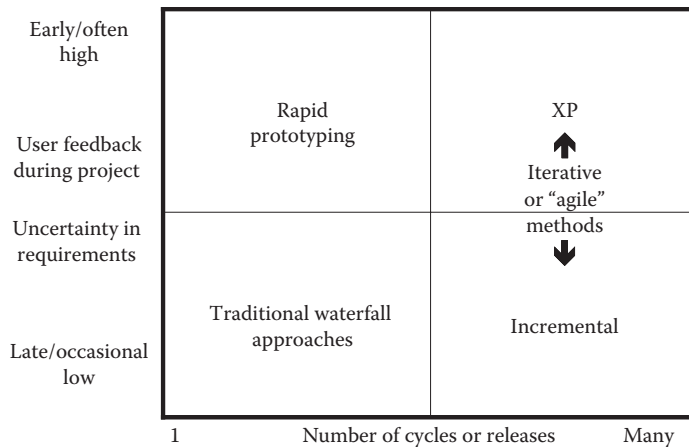 Early/often
high
User feedback
during project
Uncertainty in
requirements
Late/occasional
low
Rapid
prototyping
XP
Iterative
or “agile”
methods
Traditional waterfall
approaches
Incremental
1 Number of cycles or releases Many